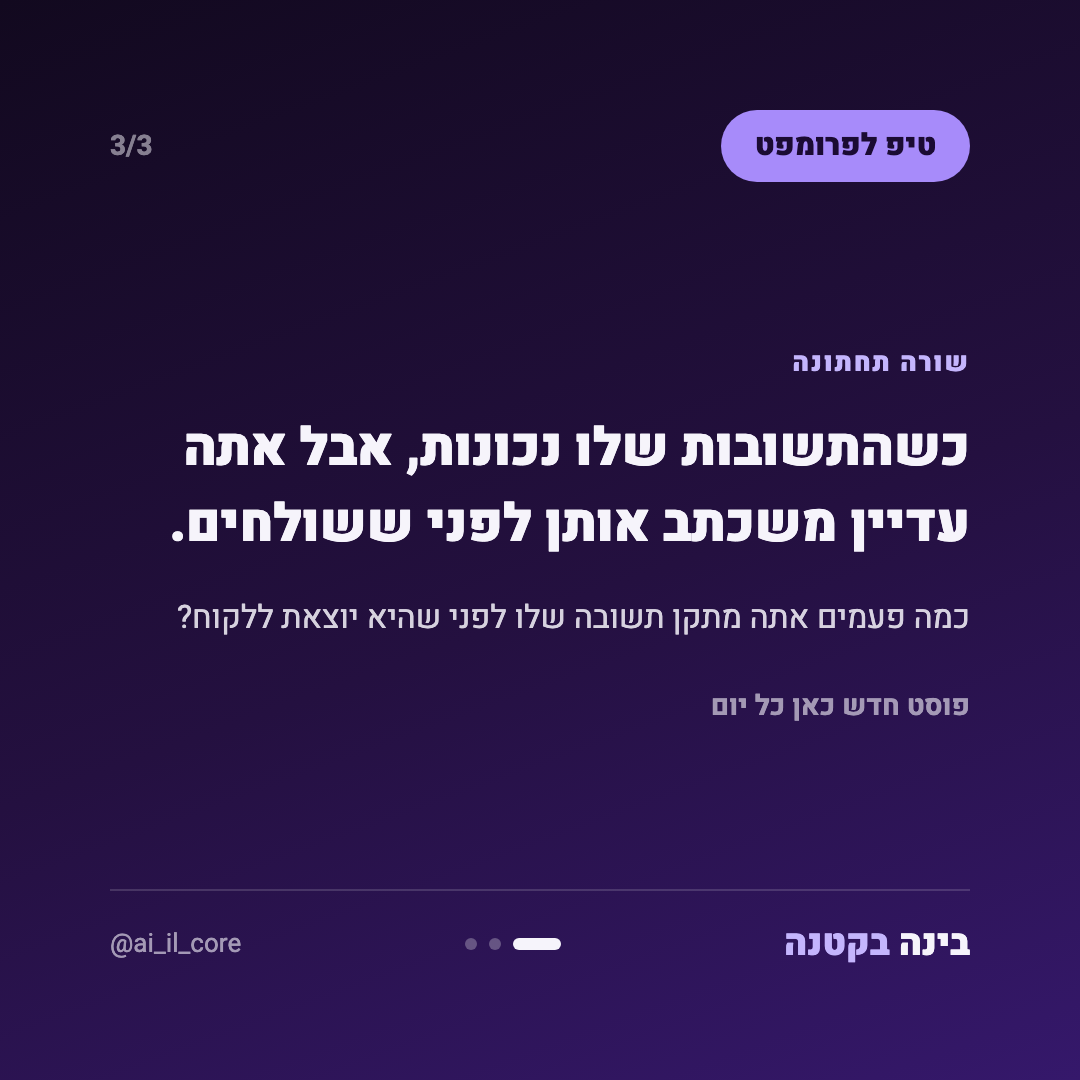 טיפ לפרומפט
3/3
שורה תחתונה
כשהתשובות שלו נכונות, אבל אתה
עדיין משכתב אותן לפני ששולחים.
כמה פעמים אתה מתקן תשובה שלו לפני שהיא יוצאת ללקוח?
פוסט חדש כאן כל יום
בינה בקטנה
@ai_il_core